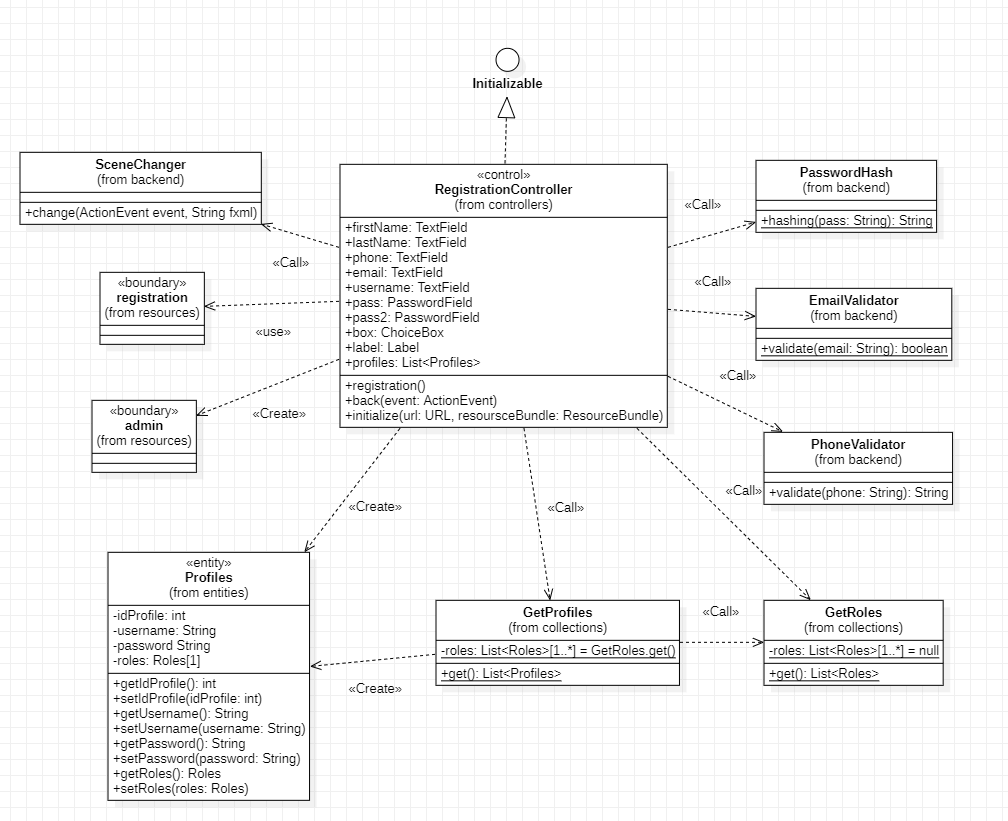 Initializable
SceneChanger
(from backend)
+change(ActionEvent event, String fxml)
«control»
RegistrationController
(from controllers)
+firstName: TextField
+lastName: TextField
+phone: TextField
+email: TextField
+username: TextField
+pass: PasswordField
+pass2: PasswordField
+box: ChoiceBox
+label: Label
+profiles: List<Profiles>
+registration()
+back(event: ActionEvent)
+initialize(url: URL, resoursceBundle: ResourceBundle)
PasswordHash
(from backend)
+hashing(pass: String): String
«Call»
«Call»
«boundary»
registration
(from resources)
«use»
«Call»
EmailValidator
(from backend)
+validate(email: String): boolean
«boundary»
admin
(from resources)
«Create»
«Call»
PhoneValidator
(from backend)
+validate(phone: String): String
«Create»
«Call»
«Call»
«entity»
Profiles
(from entities)
-idProfile: int
-username: String
-password String
-roles: Roles[1]
+getIdProfile(): int
+setIdProfile(idProfile: int)
+getUsername(): String
+setUsername(username: String)
+getPassword(): String
+setPassword(password: String)
+getRoles(): Roles
+setRoles(roles: Roles)
GetProfiles
(from collections)
-roles: List<Roles>[1..*] = GetRoles.get()
+get(): List<Profiles>
«Call»
GetRoles
(from collections)
-roles: List<Roles>[1..*] = null
+get(): List<Roles>
«Create»